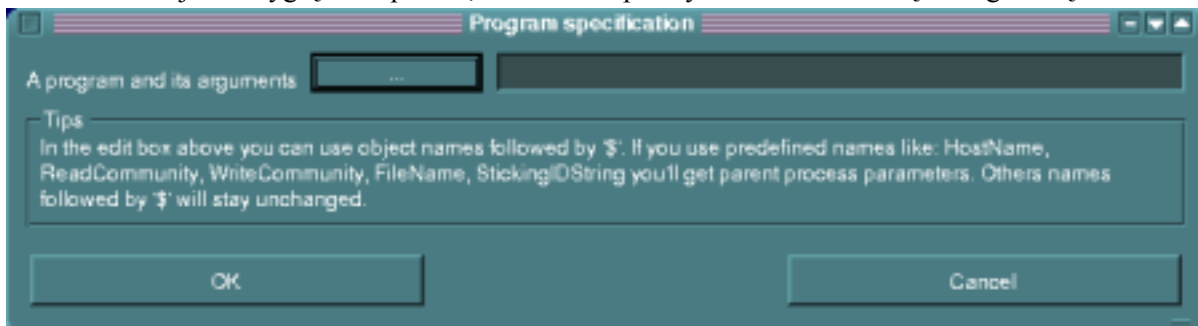 Program specification
A program and its arguments ...
Tips
In the edit box above you can use object names followed by '$'. If you use predefined names like: HostName,
ReadCommunity, WriteCommunity, FileName, StickingIDString you'll get parent process parameters. Others names
followed by '$' will stay unchanged.
OK Cancel